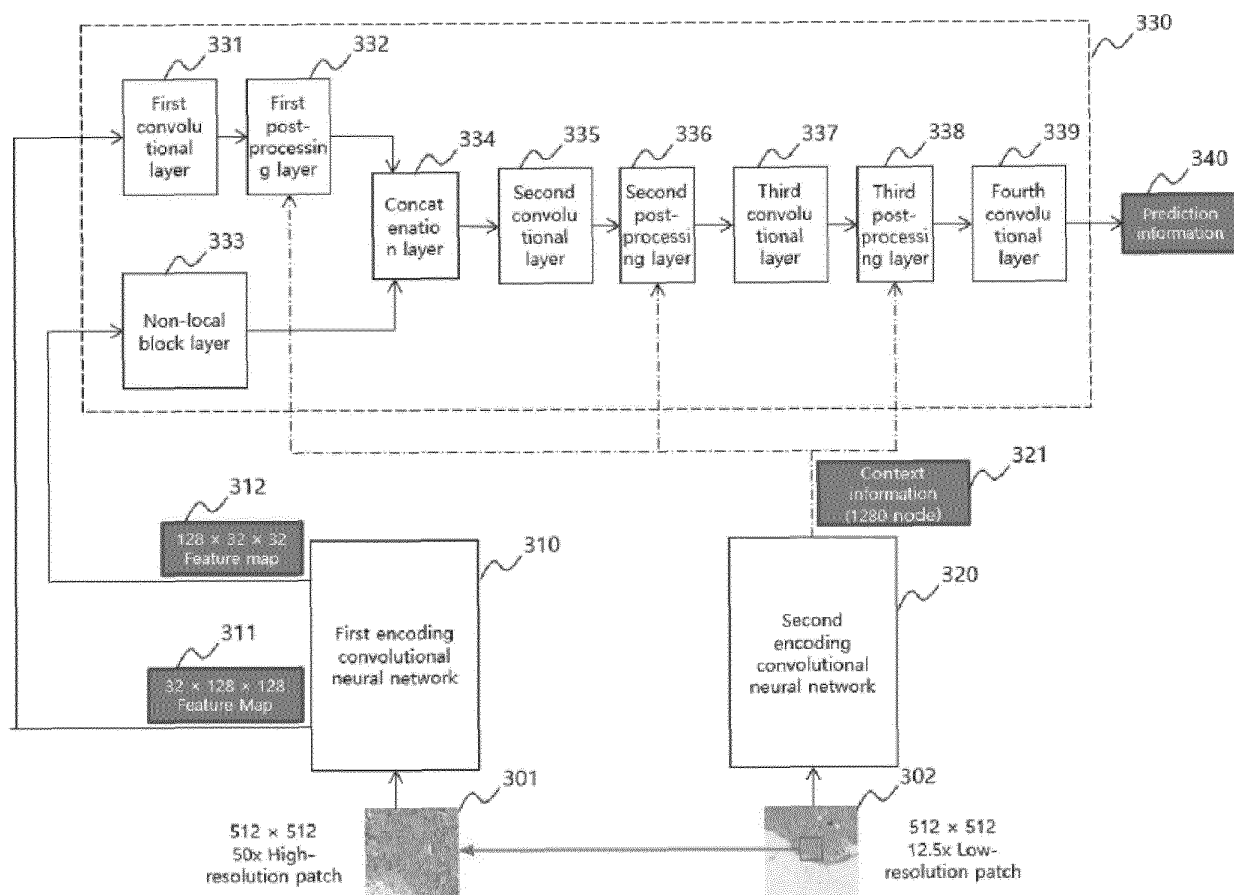 330
331
332
First
convolu
tional
layer
First
post-
processin
g layer
334
335
336
337
338
339
340
Concat
enatio
n layer
Second
convolu
tional
layer
Second
post-
processi
ng layer
Third
convolu
tional
layer
Third
post-
processi
ng layer
Fourth
convolu
tional
layer
Prediction
information
333
Non-local
block layer
321
Context
information
(1280 node)
312
128 × 32 × 32
Feature map
310
First encoding
convolutional
neural network
320
Second
encoding
convolutional
neural network
311
32 × 128 × 128
Feature Map
301
512 × 512
50x High-
resolution patch
302
512 × 512
12.5x Low-
resolution patch